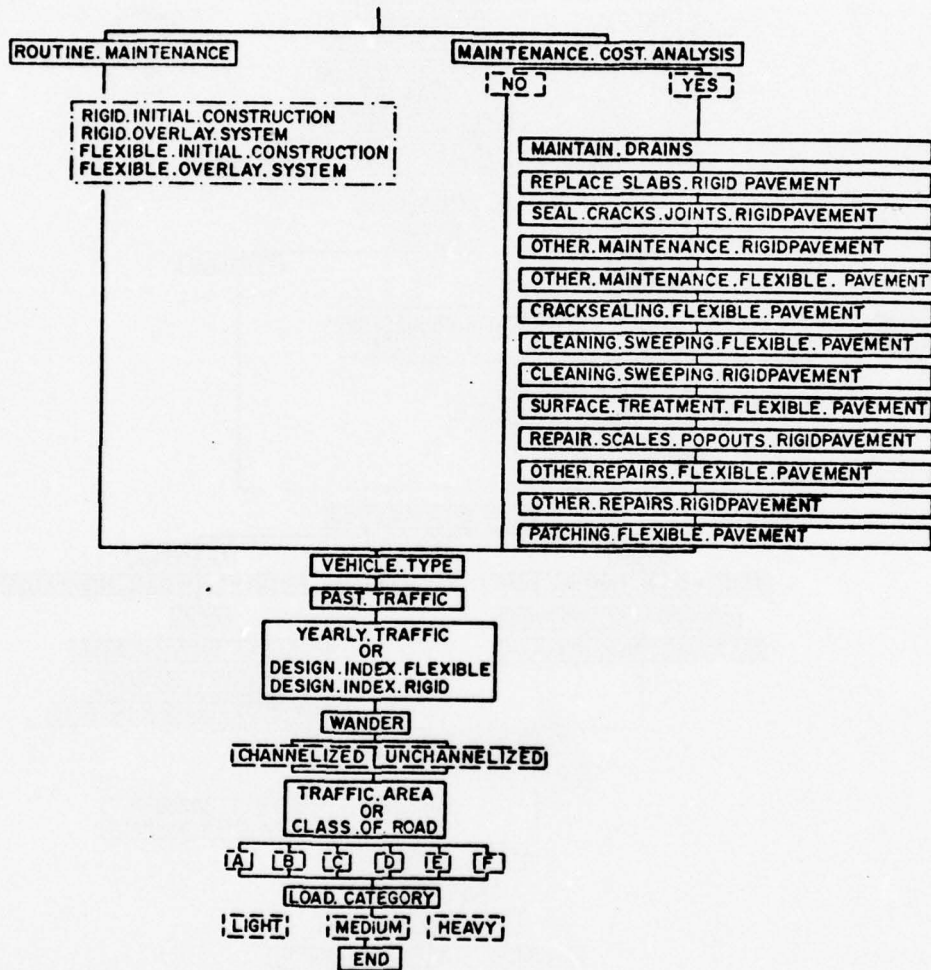 ROUTINE. MAINTENANCE
MAINTENANCE. COST. ANALYSIS
NO
YES
RIGID. INITIAL. CONSTRUCTION
RIGID. OVERLAY. SYSTEM
FLEXIBLE. INITIAL. CONSTRUCTION
FLEXIBLE. OVERLAY. SYSTEM
MAINTAIN. DRAINS
REPLACE SLABS. RIGID PAVEMENT
SEAL. CRACKS. JOINTS. RIGIDPAVEMENT
OTHER. MAINTENANCE. RIGIDPAVEMENT
OTHER. MAINTENANCE. FLEXIBLE. PAVEMENT
CRACKSEALING. FLEXIBLE. PAVEMENT
CLEANING. SWEEPING. FLEXIBLE. PAVEMENT
CLEANING. SWEEPING. RIGIDPAVEMENT
SURFACE. TREATMENT. FLEXIBLE. PAVEMENT
REPAIR. SCALES. POPOUTS. RIGIDPAVEMENT
OTHER. REPAIRS. FLEXIBLE. PAVEMENT
OTHER. REPAIRS. RIGIDPAVEMENT
PATCHING. FLEXIBLE. PAVEMENT
VEHICLE. TYPE
PAST. TRAFFIC
YEARLY. TRAFFIC
OR
DESIGN. INDEX. FLEXIBLE
DESIGN. INDEX. RIGID
WANDER
CHANNELIZED UNCHANNELIZED
TRAFFIC. AREA
OR
CLASS. OF. ROAD
A B C D E F
LOAD. CATEGORY
LIGHT MEDIUM HEAVY
END